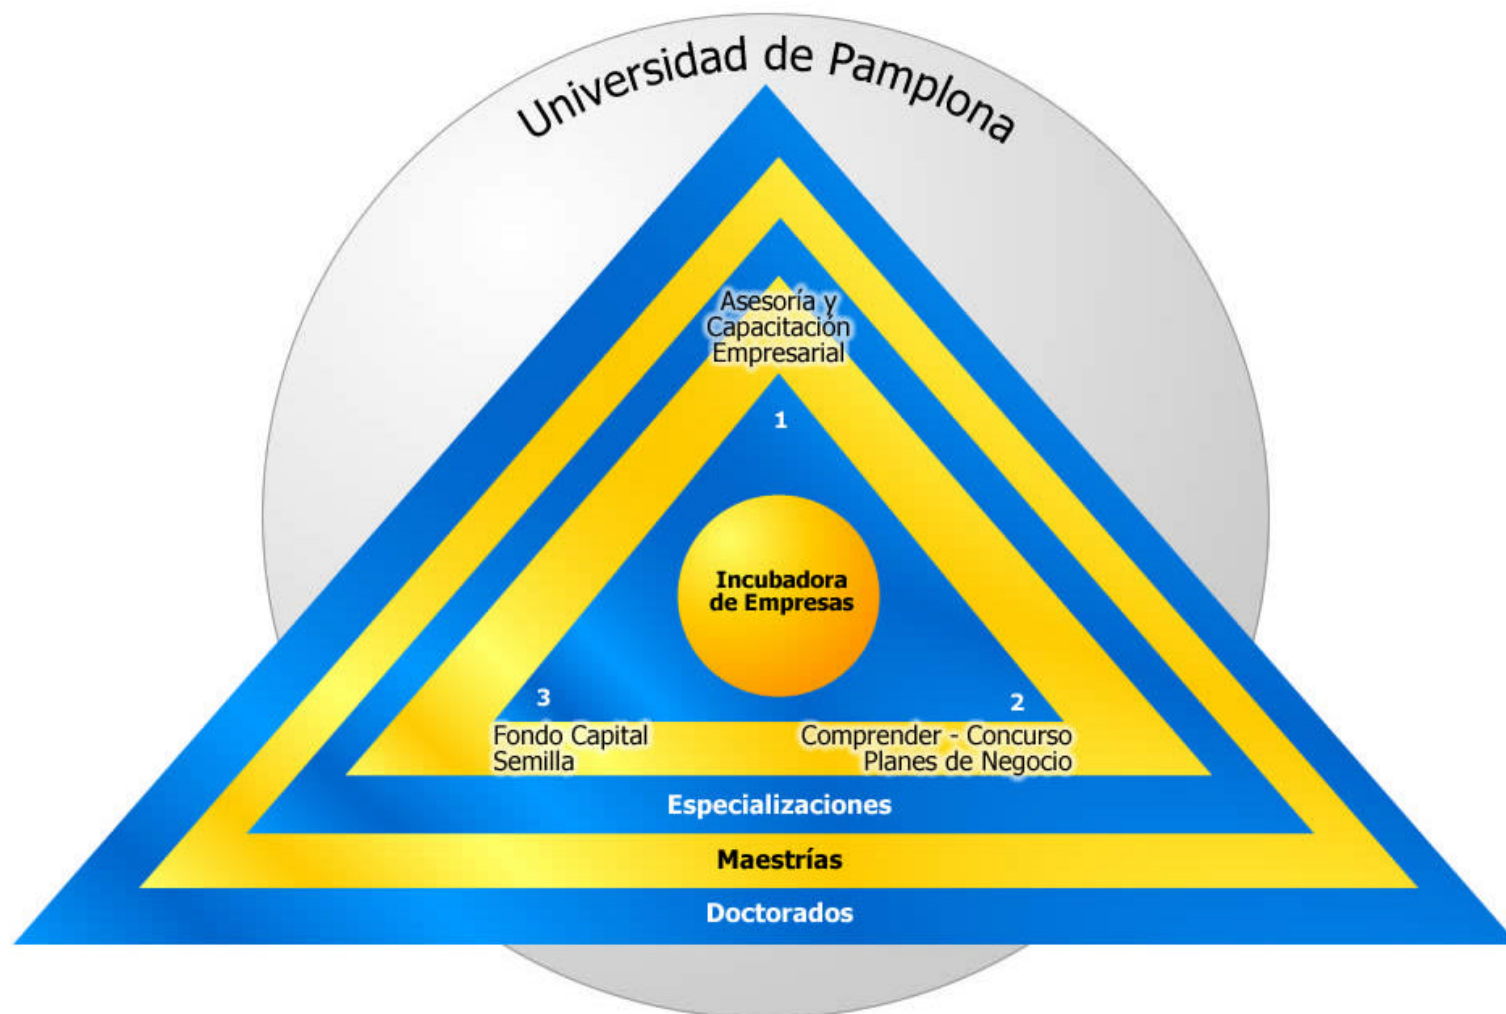 Universidad de Pamplona
Asesoría y
Capacitación
Empresarial
1
Incubadora
de Empresas
3
2
Fondo Capital
Semilla
Comprender - Concurso
Planes de Negocio
Especializaciones
Maestrías
Doctorados